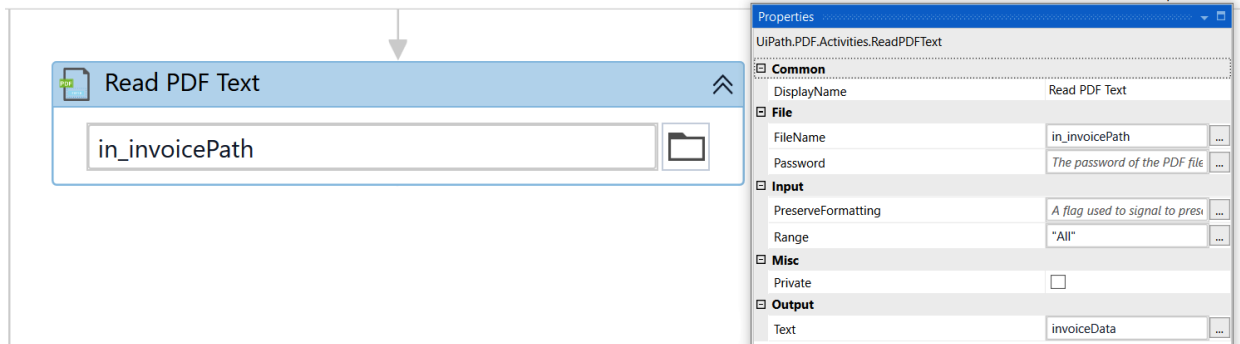 Properties
UiPath.PDF.Activities.ReadPDFText
Read PDF Text
in_invoicePath
Common
DisplayName Read PDF Text
File
FileName in_invoicePath ...
Password The password of the PDF file ...
Input
PreserveFormatting A flag used to signal to prese ...
Range "All" ...
Misc
Private
Output
Text invoiceData ...